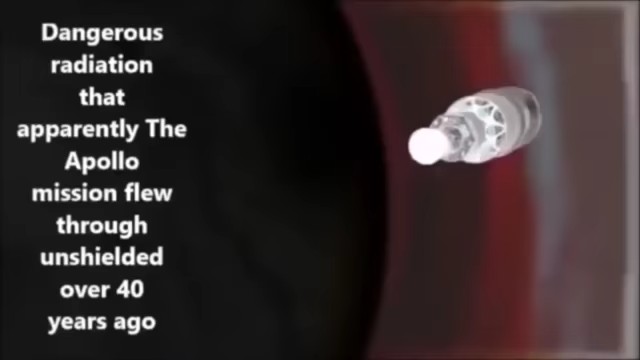 Dangerous
radiation
that
apparently The
Apollo
mission flew
through
unshielded
over 40
years ago